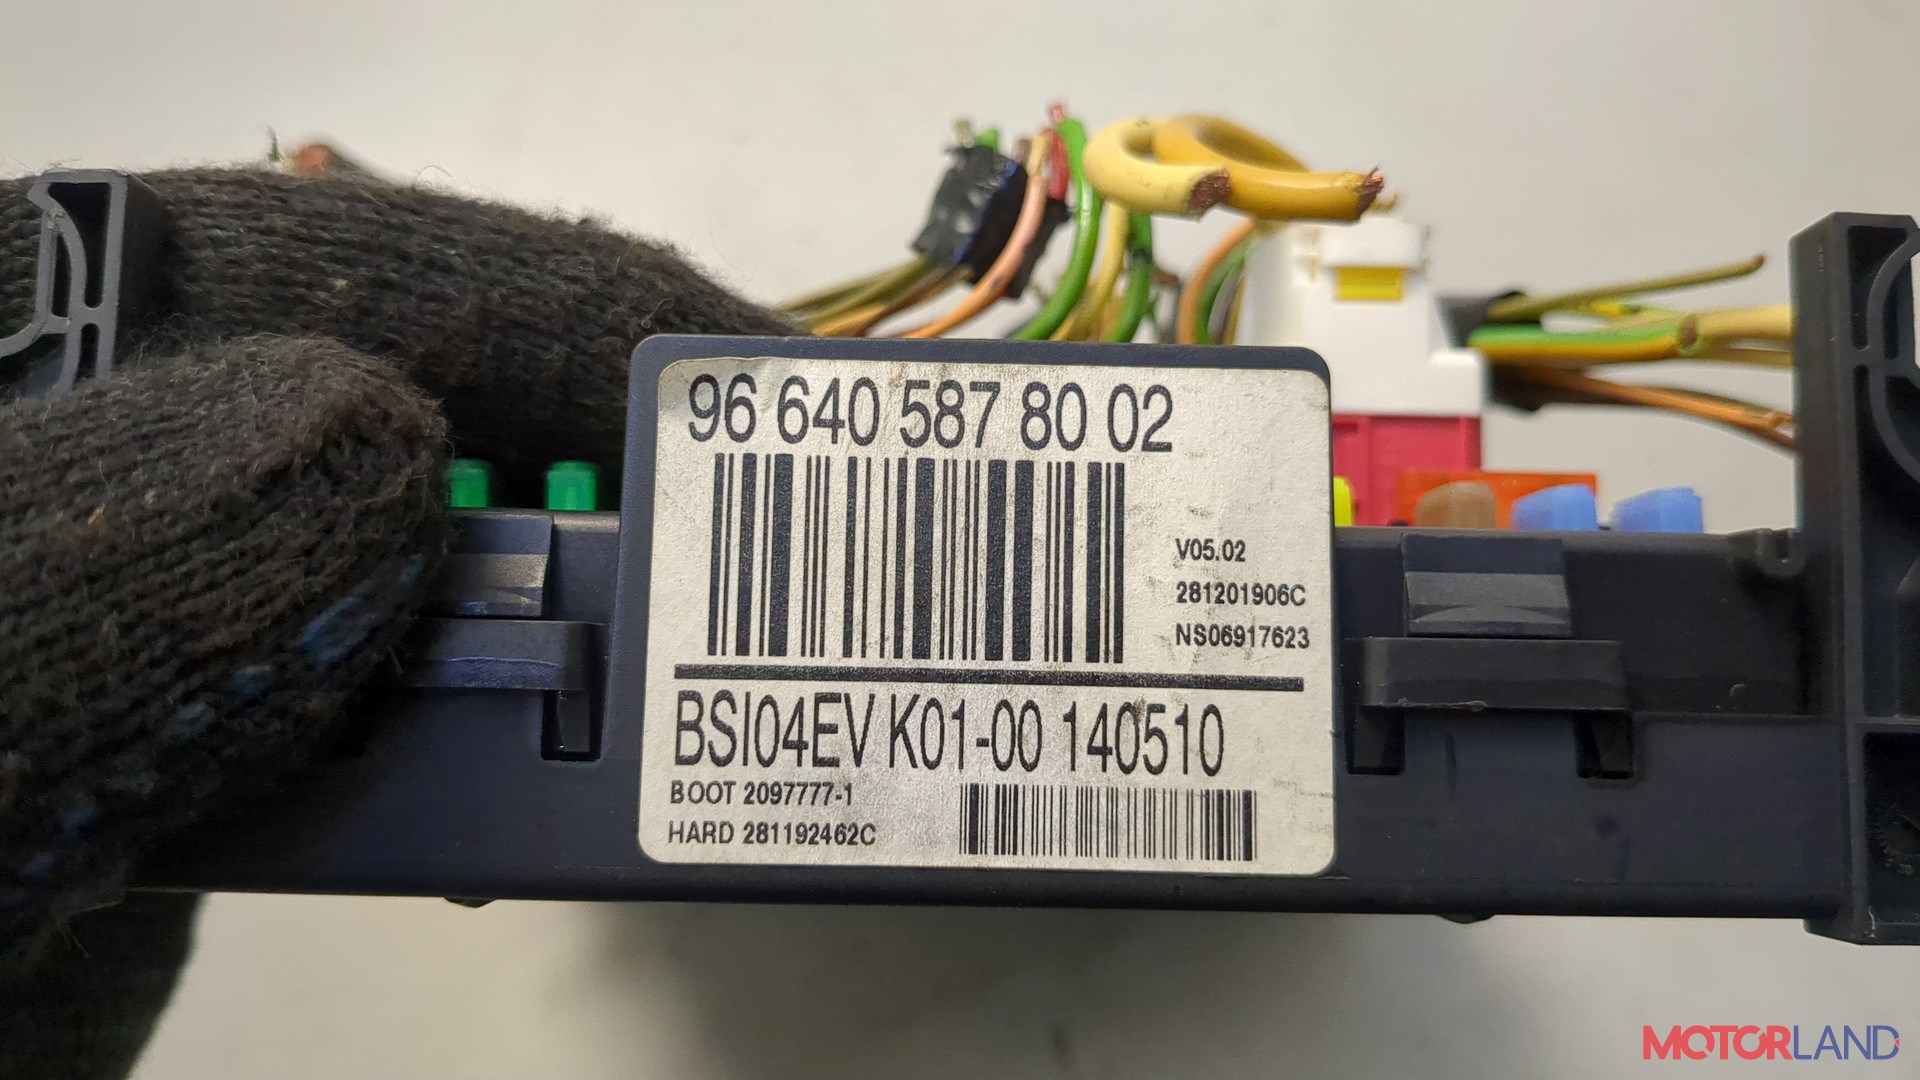 96 640 587 80 02
V05.02
281201906C
NS06917623
BSI04EV K01-00 140510
BOOT 2097777-1
HARD 281192462C
MOTORLAND